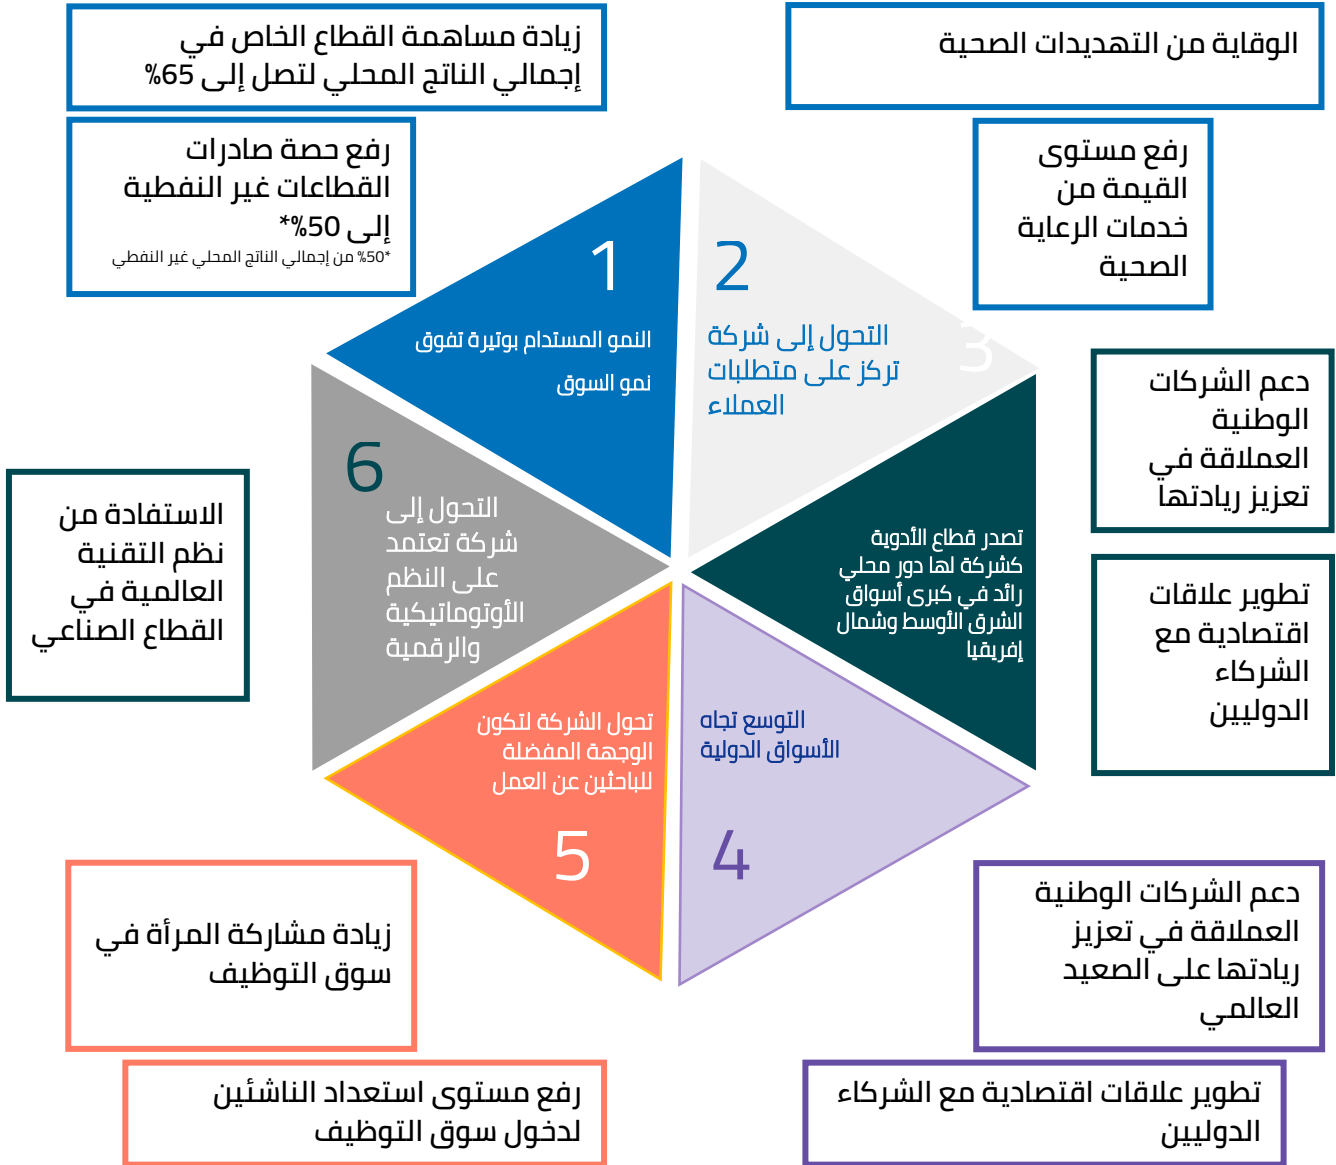 زيادة مساهمة القطاع الخاص في
إجمالي الناتج المحلي لتصل إلى 65%
رفع حصة صادرات
القطاعات غير النفطية
إلى 50%*
*50% من إجمالي الناتج المحلي غير النفطي
1
النمو المستدام بوتيرة تفوق
نمو السوق
الوقاية من التهديدات الصحية
رفع مستوى
القيمة من
خدمات الرعاية
الصحية
2
التحول إلى شركة
تركز على متطلبات
العملاء
3
تصدر قطاع الأدوية
كشركة لها دور محلي
رائد في كبرى أسواق
الشرق الأوسط وشمال
إفريقيا
دعم الشركات
الوطنية
العملاقة في
تعزيز ريادتها
تطوير علاقات
اقتصادية مع
الشركاء
الدوليين
التوسع تجاه
الأسواق الدولية
4
دعم الشركات الوطنية
العملاقة في تعزيز
ريادتها على الصعيد
العالمي
تطوير علاقات اقتصادية مع الشركاء
الدوليين
تحول الشركة لتكون
الوجهة المفضلة
للباحثين عن العمل
5
زيادة مشاركة المرأة في
سوق التوظيف
رفع مستوى استعداد الناشئين
لدخول سوق التوظيف
6
التحول إلى
شركة تعتمد
على النظم
الأوتوماتيكية
والرقمية
الاستفادة من
نظم التقنية
العالمية في
القطاع الصناعي